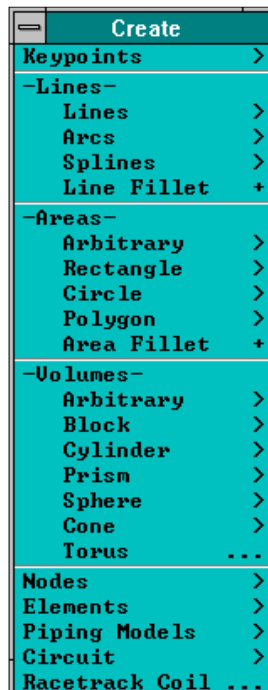 Create
Keypoints >
-Lines-
Lines >
Arcs >
Splines >
Line Fillet +
-Areas-
Arbitrary >
Rectangle >
Circle >
Polygon >
Area Fillet +
-Volumes-
Arbitrary >
Block >
Cylinder >
Prism >
Sphere >
Cone >
Torus ...
Nodes >
Elements >
Piping Models >
Circuit >
Racetrack Coil ...